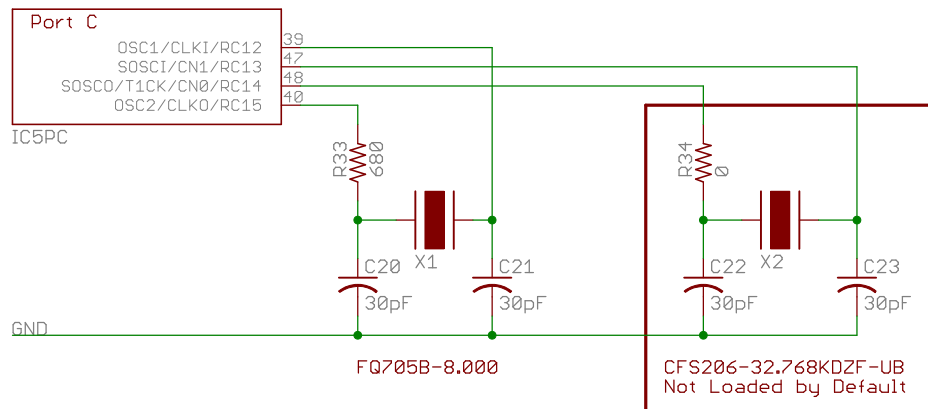 Port C
OSC1/CLKI/RC12 39
SOSCI/CN1/RC13 47
SOSCO/T1CK/CN0/RC14 48
OSC2/CLKO/RC15 40
IC5PC
R33 680
R34 0
X1
X2
C20 30pF
C21 30pF
C22 30pF
C23 30pF
GND
FQ705B-8.000
CFS206-32.768KDZF-UB
Not Loaded by Default